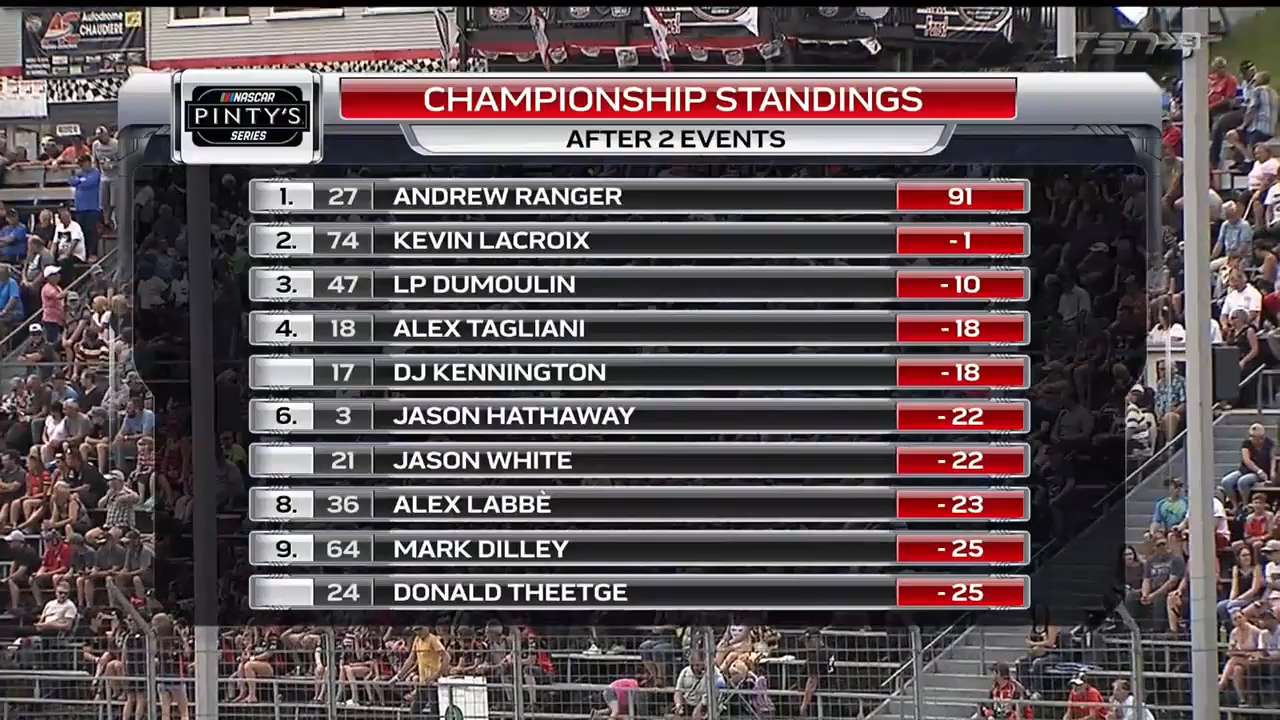 Autodrome
CHAUDIERE
TSN
NASCAR
PINTY'S
SERIES
CHAMPIONSHIP STANDINGS
AFTER 2 EVENTS
1. 27 ANDREW RANGER 91
2. 74 KEVIN LACROIX - 1
3. 47 LP DUMOULIN - 10
4. 18 ALEX TAGLIANI - 18
17 DJ KENNINGTON - 18
6. 3 JASON HATHAWAY - 22
21 JASON WHITE - 22
8. 36 ALEX LABBÈ - 23
9. 64 MARK DILLEY - 25
24 DONALD THEETGE - 25